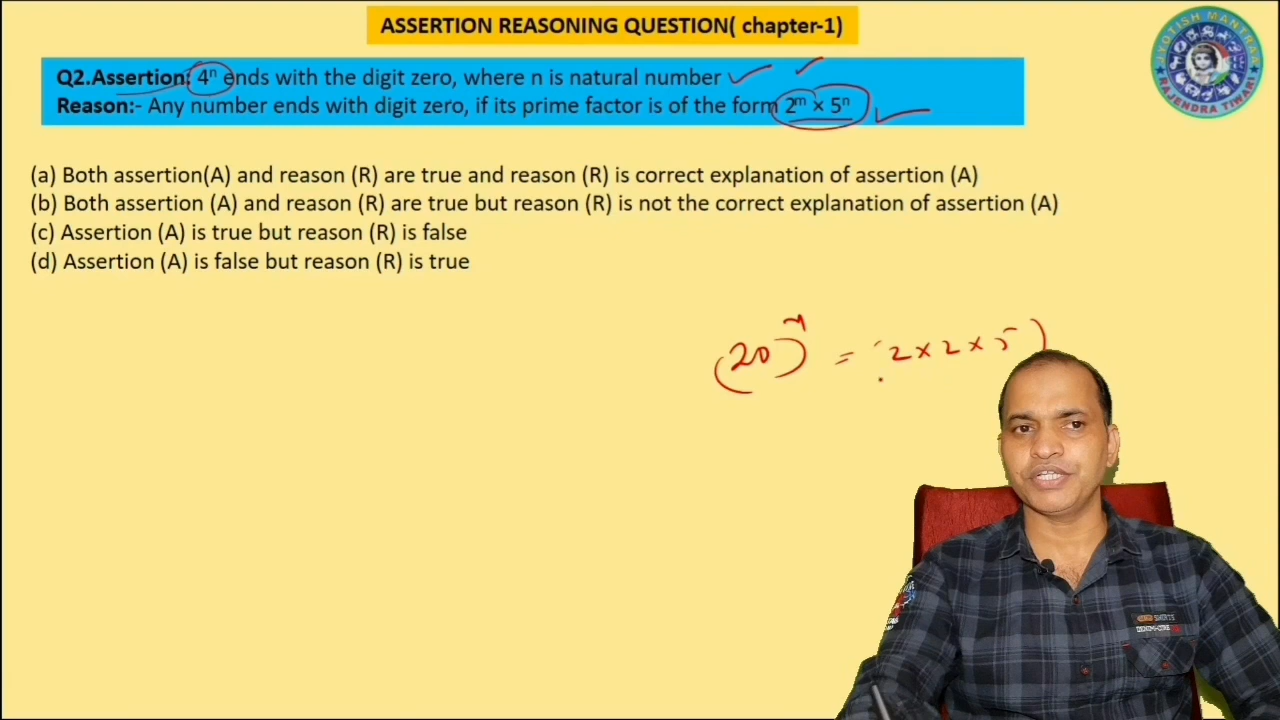 ASSERTION REASONING QUESTION( chapter-1)
JYOTISH MANTRA
RAJENDRA TIWARI
Q2.Assertion: 4ⁿ ends with the digit zero, where n is natural number
Reason:- Any number ends with digit zero, if its prime factor is of the form 2ᵐ × 5ⁿ
(a) Both assertion(A) and reason (R) are true and reason (R) is correct explanation of assertion (A)
(b) Both assertion (A) and reason (R) are true but reason (R) is not the correct explanation of assertion (A)
(c) Assertion (A) is true but reason (R) is false
(d) Assertion (A) is false but reason (R) is true
(20)ⁿ = (2 × 2 × 5)